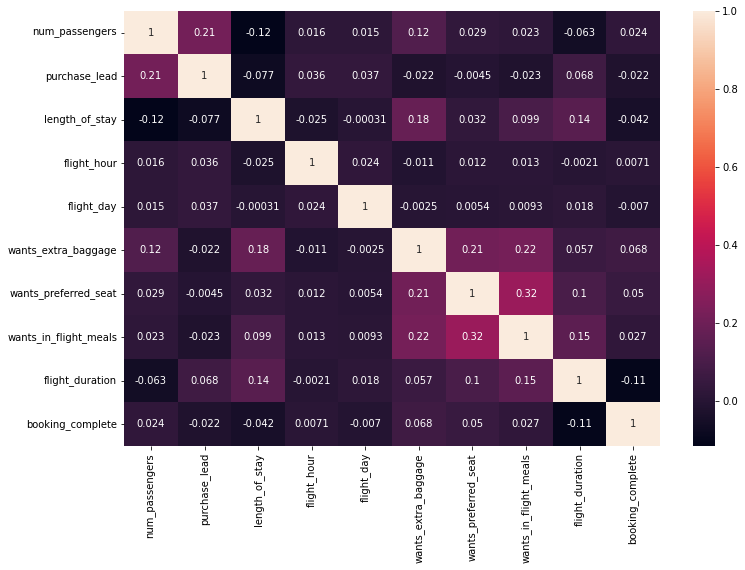 num_passengers 1 0.21 -0.12 0.016 0.015 0.12 0.029 0.023 -0.063 0.024
purchase_lead 0.21 1 -0.077 0.036 0.037 -0.022 -0.0045 -0.023 0.068 -0.022
length_of_stay -0.12 -0.077 1 -0.025 -0.00031 0.18 0.032 0.099 0.14 -0.042
flight_hour 0.016 0.036 -0.025 1 0.024 -0.011 0.012 0.013 -0.0021 0.0071
flight_day 0.015 0.037 -0.00031 0.024 1 -0.0025 0.0054 0.0093 0.018 -0.007
wants_extra_baggage 0.12 -0.022 0.18 -0.011 -0.0025 1 0.21 0.22 0.057 0.068
wants_preferred_seat 0.029 -0.0045 0.032 0.012 0.0054 0.21 1 0.32 0.1 0.05
wants_in_flight_meals 0.023 -0.023 0.099 0.013 0.0093 0.22 0.32 1 0.15 0.027
flight_duration -0.063 0.068 0.14 -0.0021 0.018 0.057 0.1 0.15 1 -0.11
booking_complete 0.024 -0.022 -0.042 0.0071 -0.007 0.068 0.05 0.027 -0.11 1
num_passengers
purchase_lead
length_of_stay
flight_hour
flight_day
wants_extra_baggage
wants_preferred_seat
wants_in_flight_meals
flight_duration
booking_complete
1.0
0.8
0.6
0.4
0.2
0.0